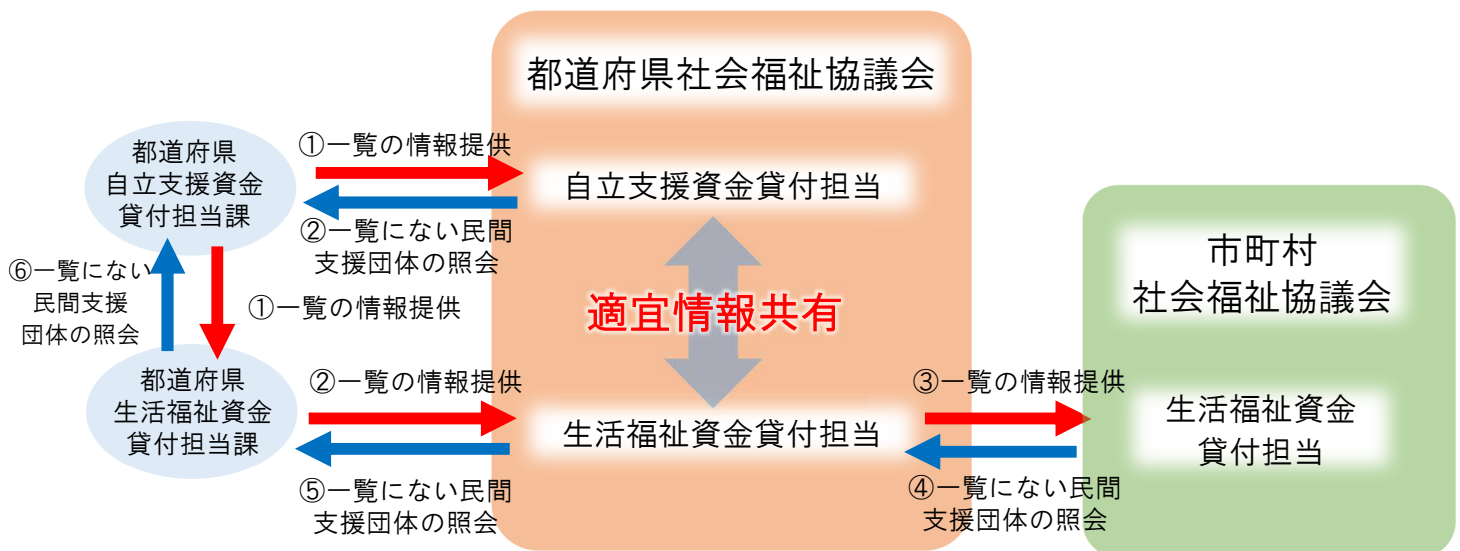 都道府県社会福祉協議会
①一覧の情報提供
都道府県
自立支援資金
貸付担当課
自立支援資金貸付担当
②一覧にない民間
支援団体の照会
市町村
社会福祉協議会
⑥一覧にない
民間支援
団体の照会
①一覧の情報提供
適宜情報共有
都道府県
生活福祉資金
貸付担当課
②一覧の情報提供
生活福祉資金貸付担当
③一覧の情報提供
生活福祉資金
貸付担当
⑤一覧にない民間
支援団体の照会
④一覧にない民間
支援団体の照会